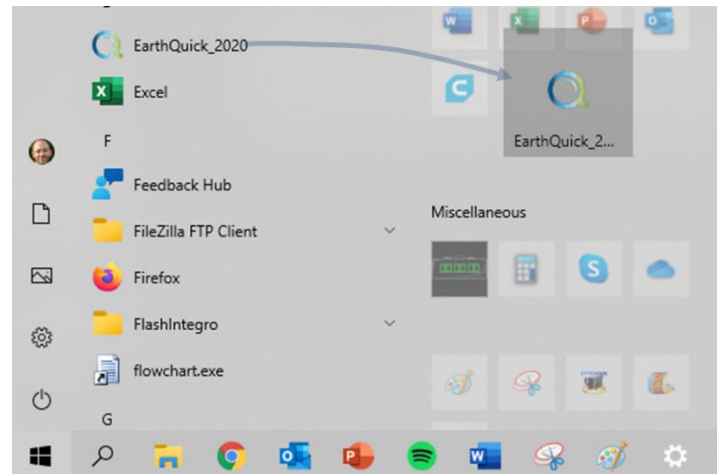 EarthQuick_2020
Excel
F
Feedback Hub
FileZilla FTP Client
Firefox
FlashIntegro
flowchart.exe
G
EarthQuick_2...
Miscellaneous